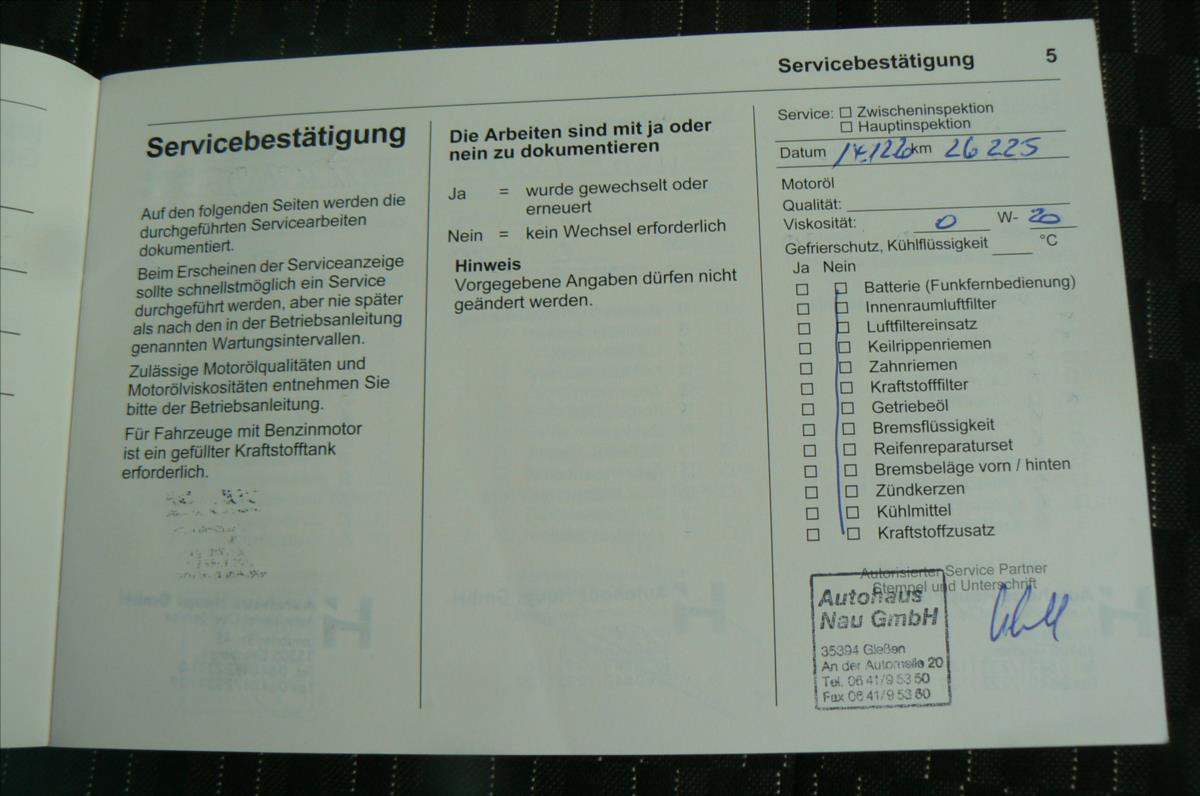 Servicebestätigung 5
Servicebestätigung
Auf den folgenden Seiten werden die
durchgeführten Servicearbeiten
dokumentiert.
Beim Erscheinen der Serviceanzeige
sollte schnellstmöglich ein Service
durchgeführt werden, aber nie später
als nach den in der Betriebsanleitung
genannten Wartungsintervallen.
Zulässige Motorölqualitäten und
Motorölviskositäten entnehmen Sie
bitte der Betriebsanleitung.
Für Fahrzeuge mit Benzinmotor
ist ein gefüllter Kraftstofftank
erforderlich.
Die Arbeiten sind mit ja oder
nein zu dokumentieren
Ja = wurde gewechselt oder
erneuert
Nein = kein Wechsel erforderlich
Hinweis
Vorgegebene Angaben dürfen nicht
geändert werden.
Service: Zwischeninspektion
Hauptinspektion
Datum km 26 225
Motoröl
Qualität:
Viskosität: 0 W- 20
Gefrierschutz, Kühlflüssigkeit °C
Ja Nein
Batterie (Funkfernbedienung)
Innenraumluftfilter
Luftfiltereinsatz
Keilrippenriemen
Zahnriemen
Kraftstofffilter
Getriebeöl
Bremsflüssigkeit
Reifenreparaturset
Bremsbeläge vorn / hinten
Zündkerzen
Kühlmittel
Kraftstoffzusatz
Autorisierter Service Partner
Stempel und Unterschrift
Autohaus
Nau GmbH
35394 Gießen
An der Automeile 20
Tel. 06 41/9 53 50
Fax 06 41/9 53 60